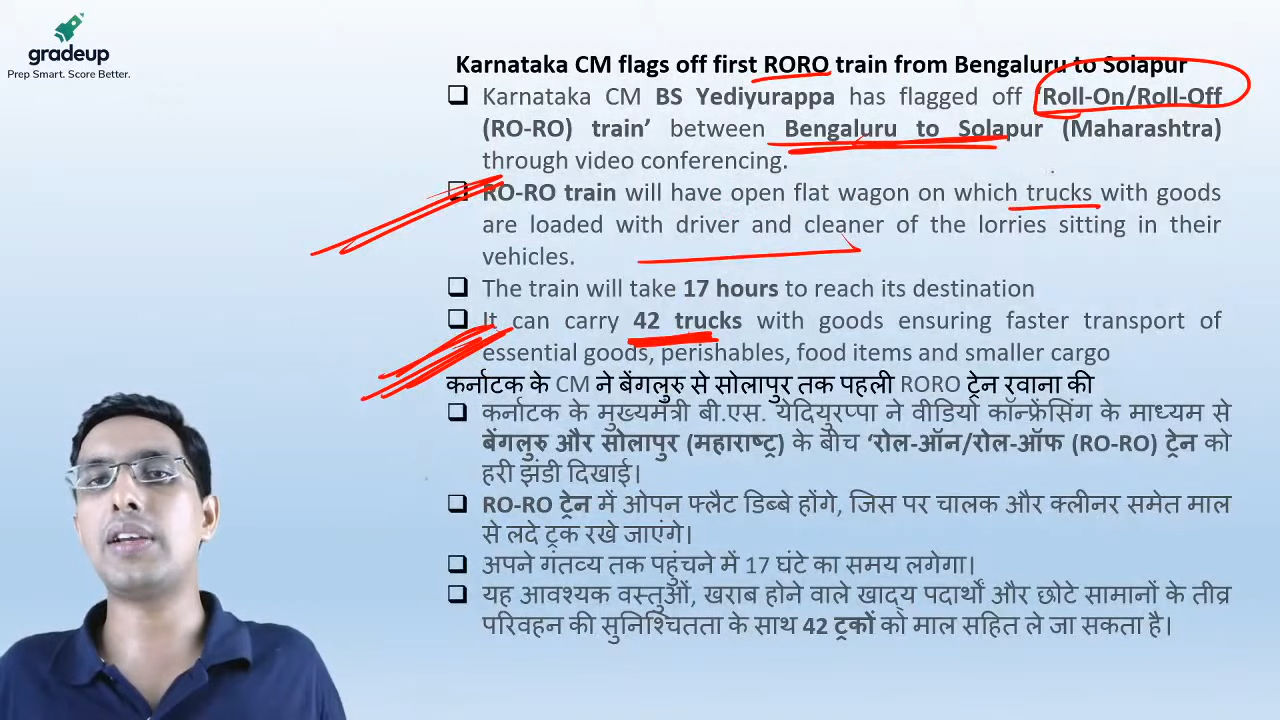 gradeup
Prep Smart. Score Better.
Karnataka CM flags off first RORO train from Bengaluru to Solapur
❑ Karnataka CM BS Yediyurappa has flagged off 'Roll-On/Roll-Off
(RO-RO) train' between Bengaluru to Solapur (Maharashtra)
through video conferencing.
❑ RO-RO train will have open flat wagon on which trucks with goods
are loaded with driver and cleaner of the lorries sitting in their
vehicles.
❑ The train will take 17 hours to reach its destination
❑ It can carry 42 trucks with goods ensuring faster transport of
essential goods, perishables, food items and smaller cargo
कर्नाटक के CM ने बेंगलुरु से सोलापुर तक पहली RORO ट्रेन रवाना की
❑ कर्नाटक के मुख्यमंत्री बी.एस. येदियुरप्पा ने वीडियो कॉन्फ्रेंसिंग के माध्यम से
बेंगलुरु और सोलापुर (महाराष्ट्र) के बीच 'रोल-ऑन/रोल-ऑफ (RO-RO) ट्रेन को
हरी झंडी दिखाई।
❑ RO-RO ट्रेन में ओपन फ्लैट डिब्बे होंगे, जिस पर चालक और क्लीनर समेत माल
से लदे ट्रक रखे जाएंगे।
❑ अपने गंतव्य तक पहुंचने में 17 घंटे का समय लगेगा।
❑ यह आवश्यक वस्तुओं, खराब होने वाले खाद्य पदार्थों और छोटे सामानों के तीव्र
परिवहन की सुनिश्चितता के साथ 42 ट्रकों को माल सहित ले जा सकता है।